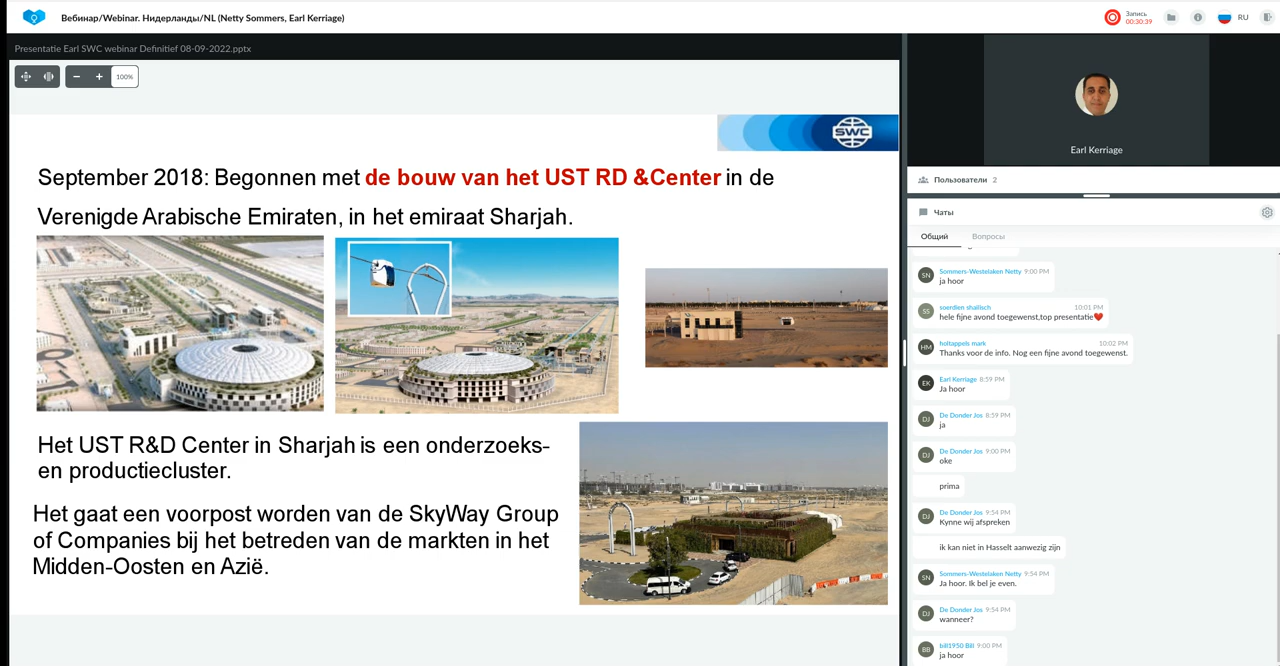 Вебинар/Webinar. Нидерланды/NL (Netty Sommers, Earl Kerriage)
Запись
00:30:39
RU
Presentatie Earl SWC webinar Definitief 08-09-2022.pptx
100%
SWC
September 2018: Begonnen met de bouw van het UST RD &Center in de
Verenigde Arabische Emiraten, in het emiraat Sharjah.
Het UST R&D Center in Sharjah is een onderzoeks-
en productiecluster.
Het gaat een voorpost worden van de SkyWay Group
of Companies bij het betreden van de markten in het
Midden-Oosten en Azië.
Earl Kerriage
Пользователи 2
Чаты
Общий Вопросы
SN
Sommers-Westelaken Netty 9:00 PM
ja hoor
SS
soerdien shailisch 10:01 PM
hele fijne avond toegewenst,top presentatie❤
HM
holtappels mark 10:02 PM
Thanks voor de info. Nog een fijne avond toegewenst.
EK
Earl Kerriage 8:59 PM
Ja hoor
DJ
De Donder Jos 8:59 PM
ja
DJ
De Donder Jos 9:00 PM
oke
prima
DJ
De Donder Jos 9:54 PM
Kynne wij afspreken
ik kan niet in Hasselt aanwezig zijn
SN
Sommers-Westelaken Netty 9:54 PM
Ja hoor. Ik bel je even.
DJ
De Donder Jos 9:54 PM
wanneer?
BB
bill1950 Bill 9:00 PM
ja hoor